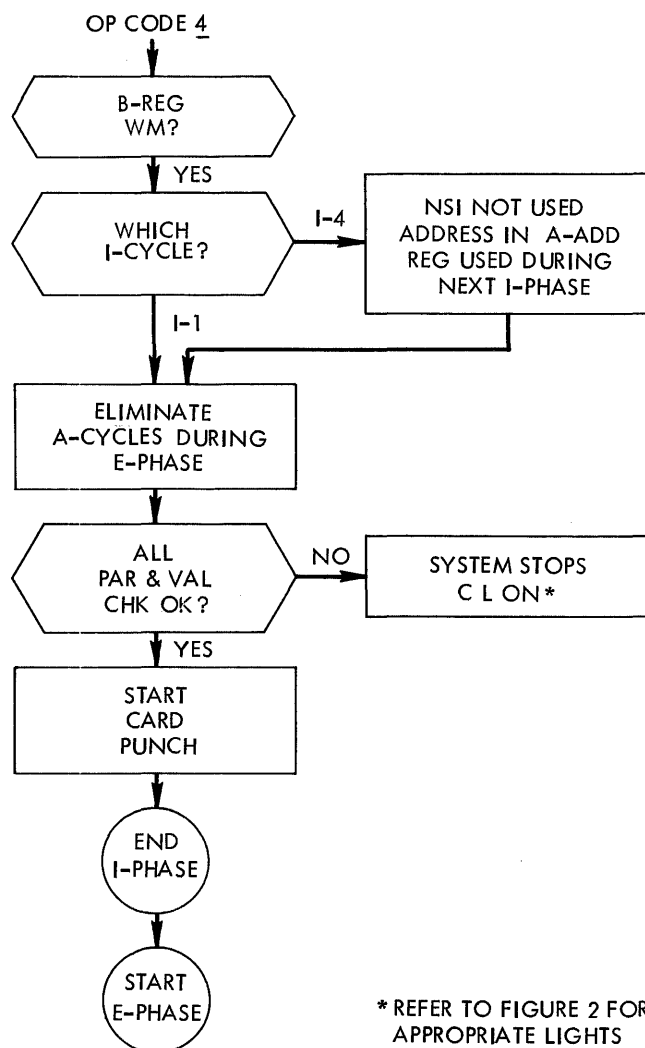 OP CODE 4
B-REG
WM?
YES
WHICH
I-CYCLE?
I-4
NSI NOT USED
ADDRESS IN A-ADD
REG USED DURING
NEXT I-PHASE
I-1
ELIMINATE
A-CYCLES DURING
E-PHASE
ALL
PAR & VAL
CHK OK?
NO
SYSTEM STOPS
C L ON*
YES
START
CARD
PUNCH
END
I-PHASE
START
E-PHASE
* REFER TO FIGURE 2 FOR
APPROPRIATE LIGHTS